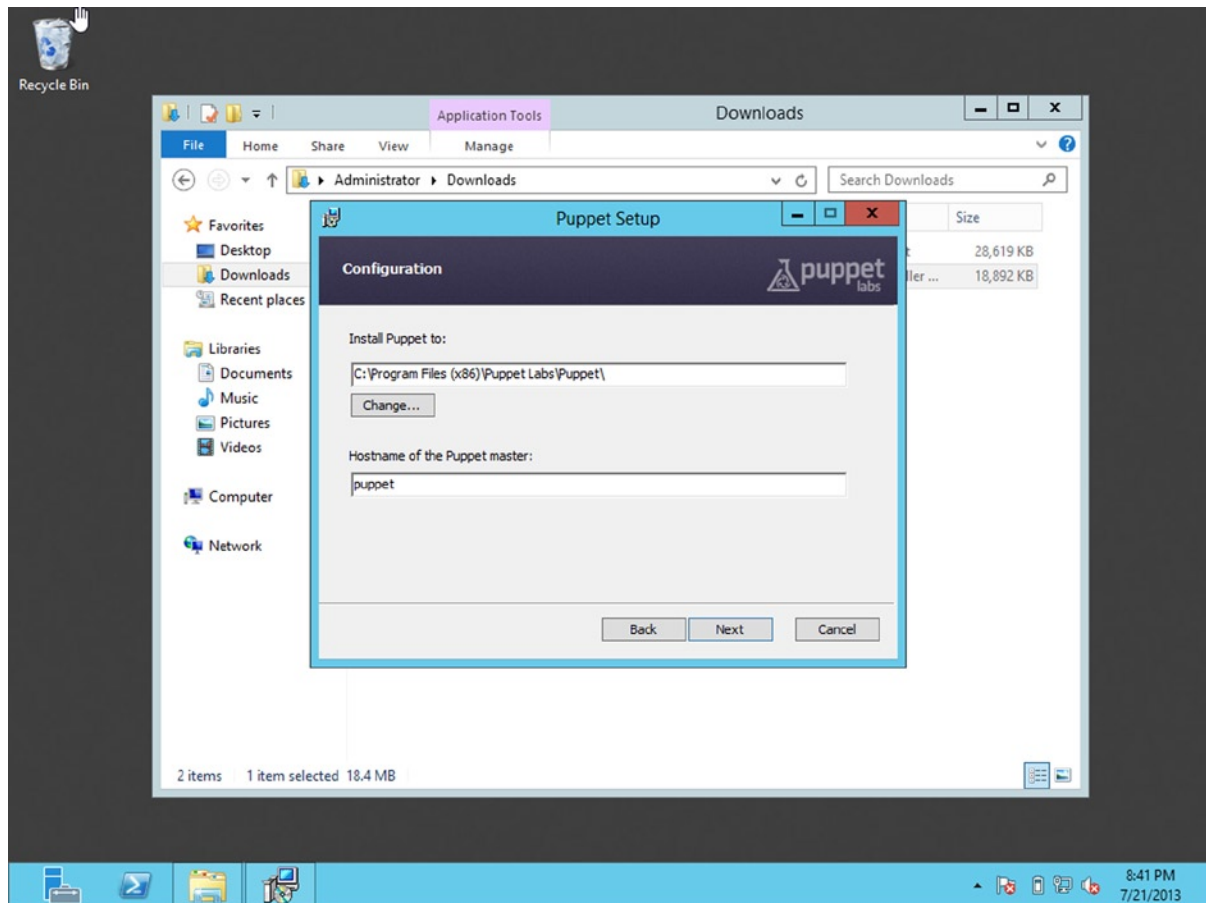 Recycle Bin
Application Tools
Downloads
File
Home
Share
View
Manage
Administrator
Downloads
Search Downloads
Favorites
Desktop
Downloads
Recent places
Libraries
Documents
Music
Pictures
Videos
Computer
Network
Size
28,619 KB
18,892 KB
Puppet Setup
Configuration
puppet
labs
Install Puppet to:
C:\Program Files (x86)\Puppet Labs\Puppet\
Change...
Hostname of the Puppet master:
puppet
Back
Next
Cancel
2 items
1 item selected 18.4 MB
8:41 PM
7/21/2013